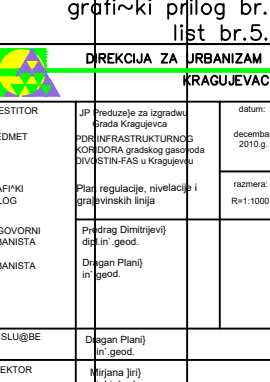 grafi~ki prilog br.
list br.5.
DIREKCIJA ZA URBANIZAM
KRAGUJEVAC
ESTITOR
JP Preduze}e za izgradwu
Grada Kragujevca
datum:
EDMET
PDR INFRASTRUKTURNOG
KORIDORA gradskog gasovoda
DIVOSTIN-FAS u Kragujevcu
decembar
2010.g.
AFI^KI
LOG
Plan regulacije, nivelacije i
gra|evinskih linija
razmera:
R=1:1000
GOVORNI
BANISTA
Predrag Dimitrijevi}
dipl.in`.geod.
BANISTA
Dragan Plani}
in`.geod.
SLU@BE
Dragan Plani}
in`.geod.
EKTOR
Mirjana ]iri}